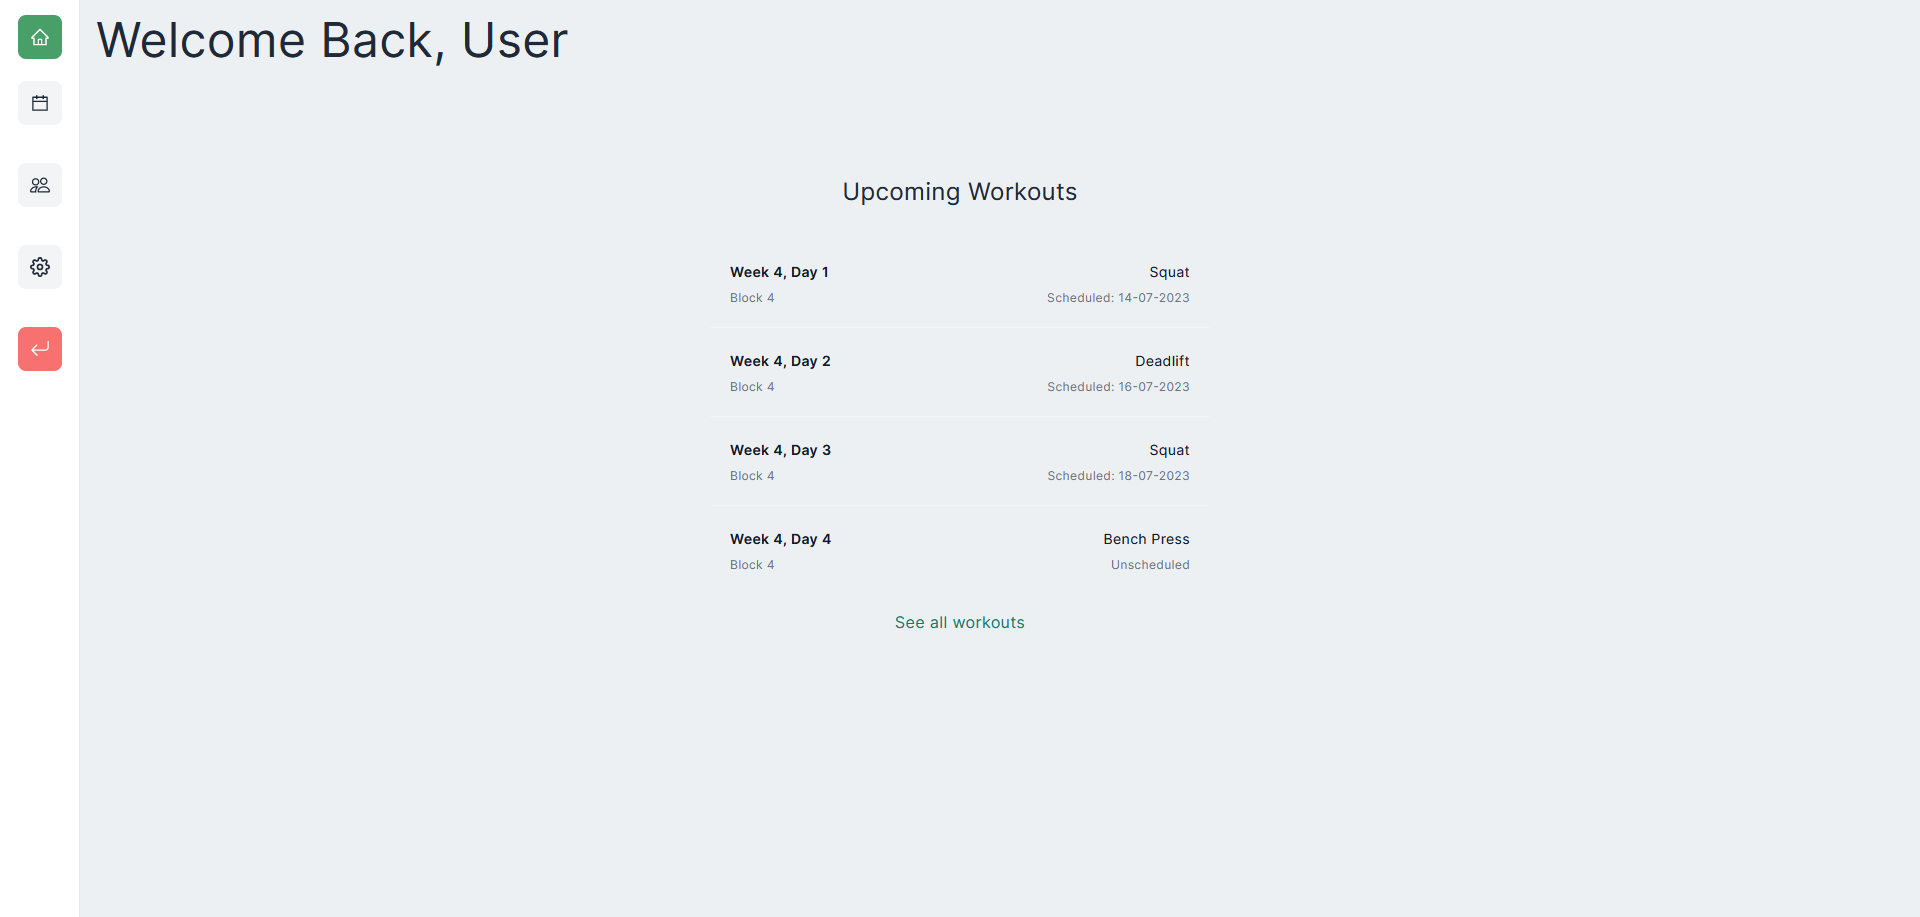 Welcome Back, User
Upcoming Workouts
Week 4, Day 1
Squat
Block 4
Scheduled: 14-07-2023
Week 4, Day 2
Deadlift
Block 4
Scheduled: 16-07-2023
Week 4, Day 3
Squat
Block 4
Scheduled: 18-07-2023
Week 4, Day 4
Bench Press
Block 4
Unscheduled
See all workouts